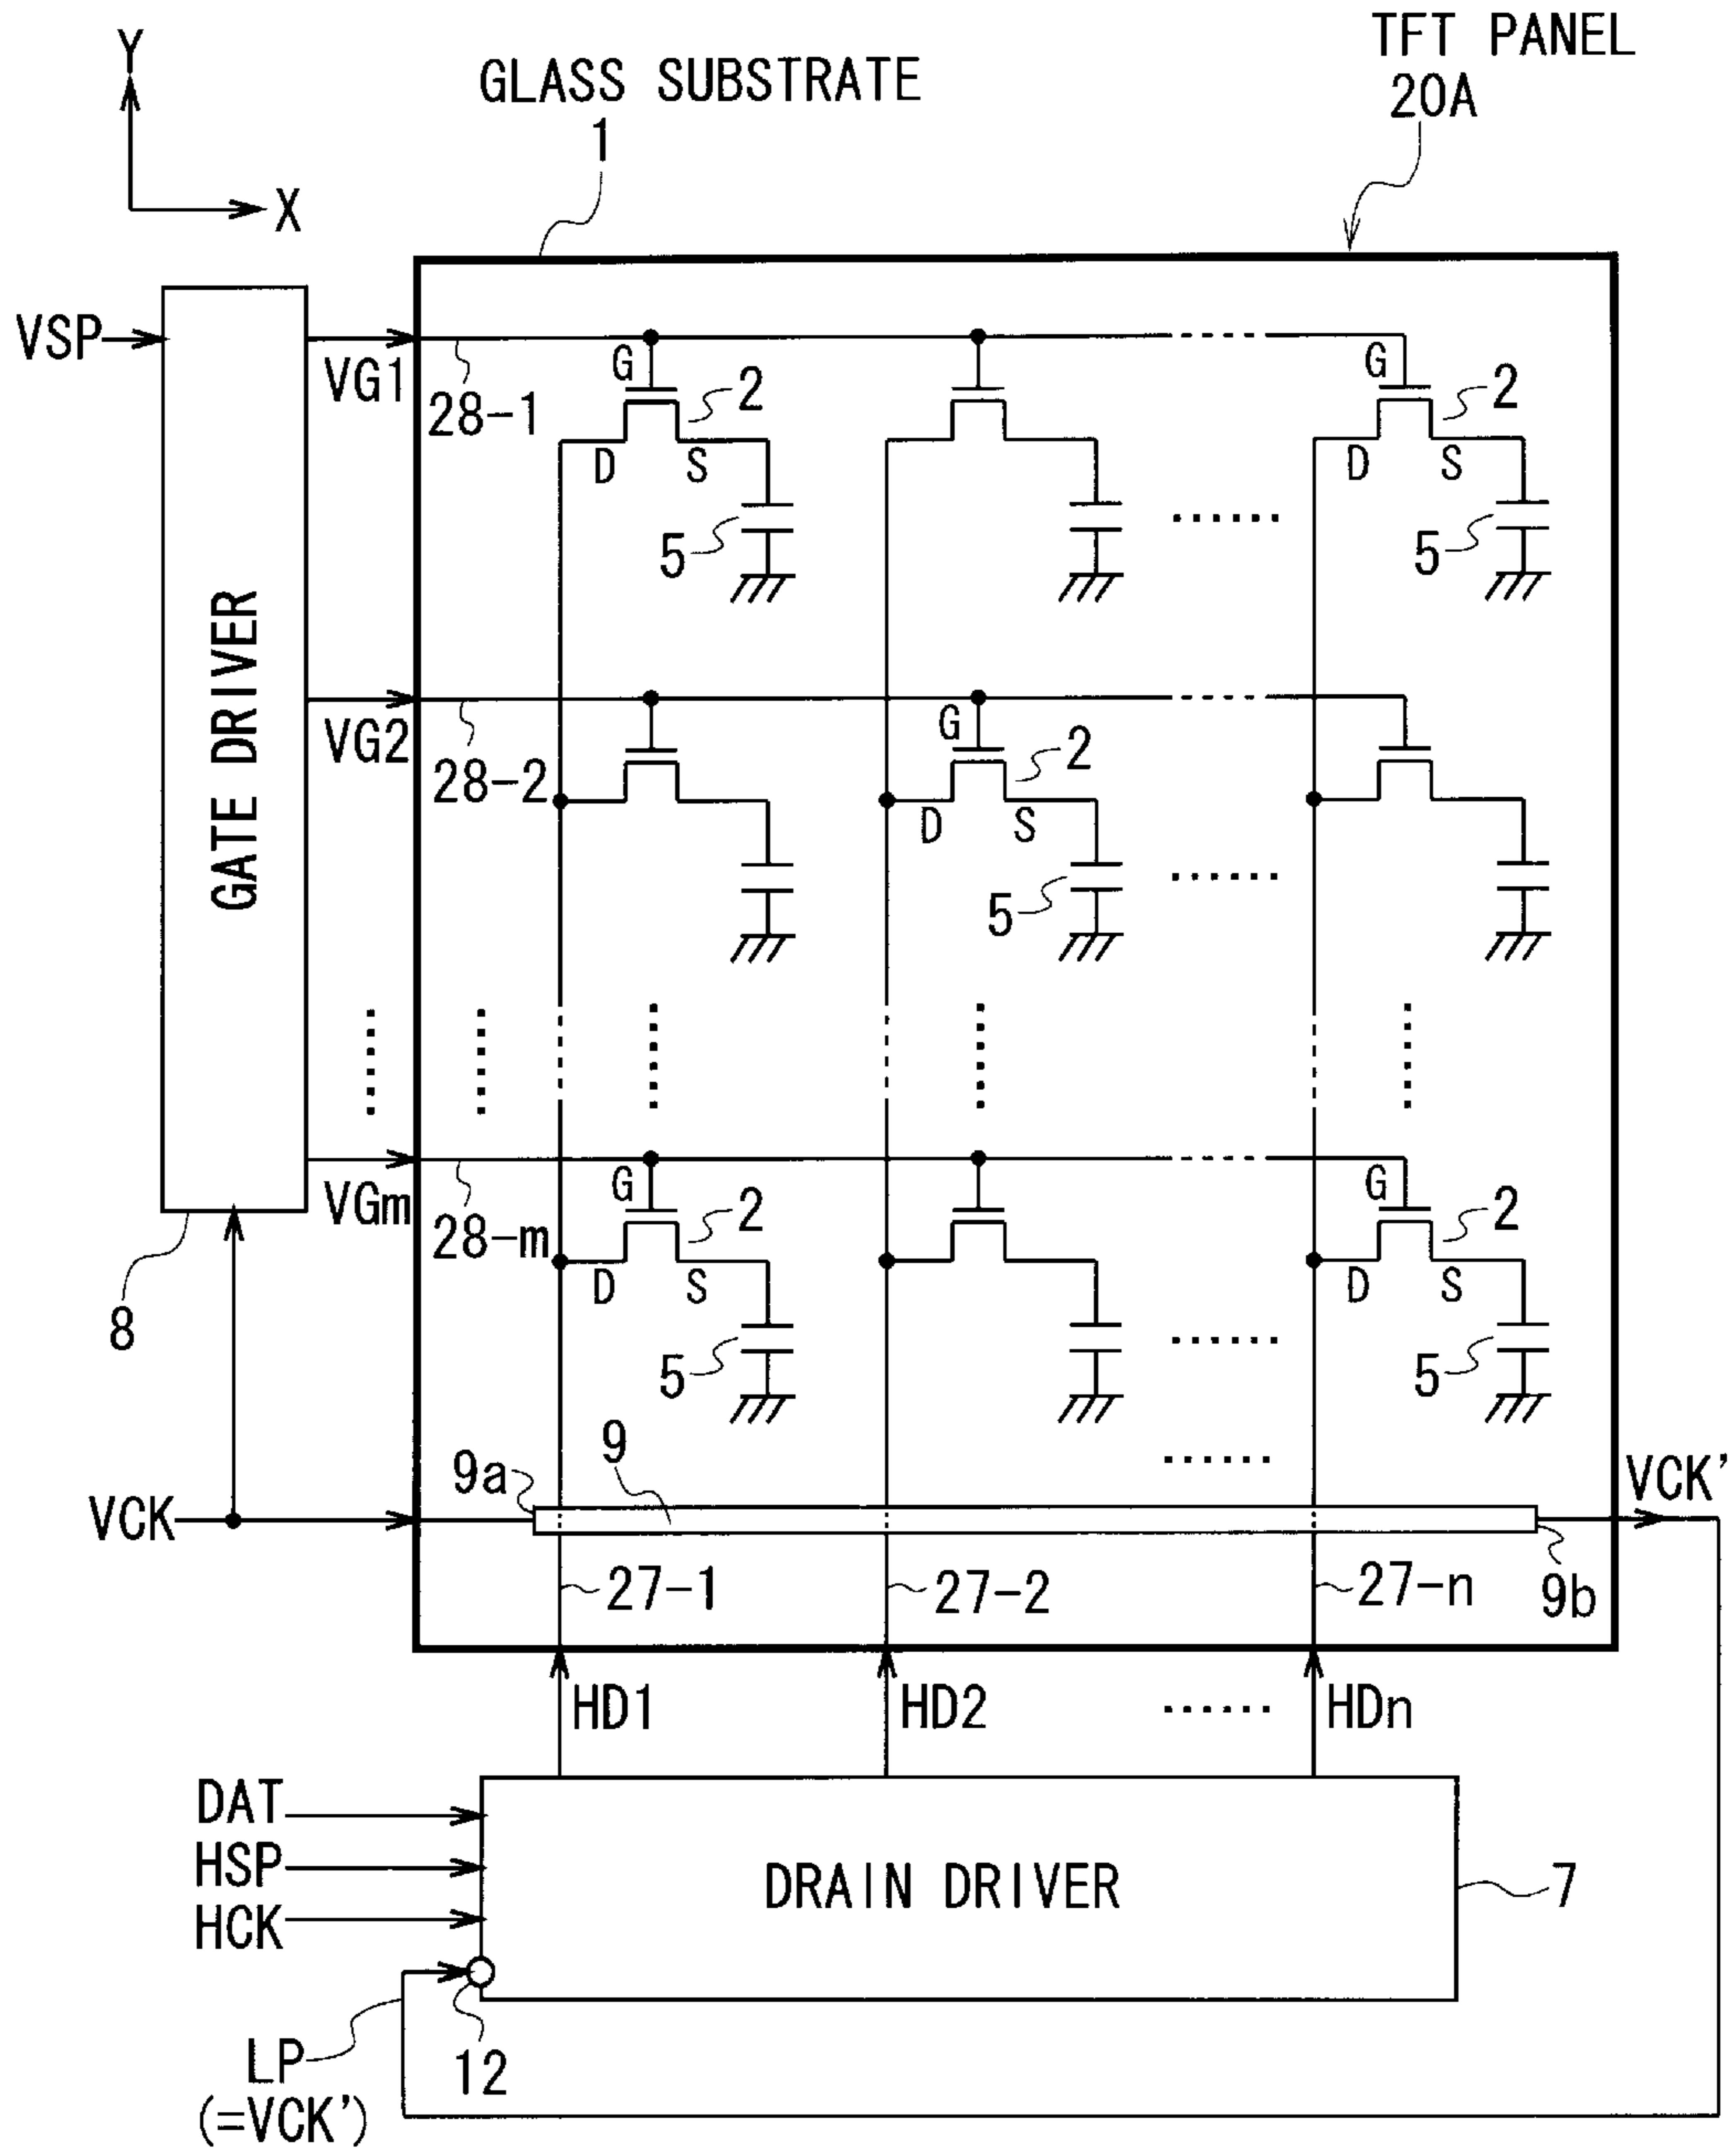 Y
X
GLASS SUBSTRATE
1
TFT PANEL
20A
VSP
VG1
28-1
G
2
D
S
5
G
2
D
S
5
GATE DRIVER
VG2
28-2
G
2
D
S
5
VGm
28-m
G
2
D
S
5
G
2
D
S
5
8
VCK
9a
9
VCK'
9b
27-1
27-2
27-n
HD1
HD2
HDn
DAT
HSP
HCK
DRAIN DRIVER
7
LP
(=VCK')
12